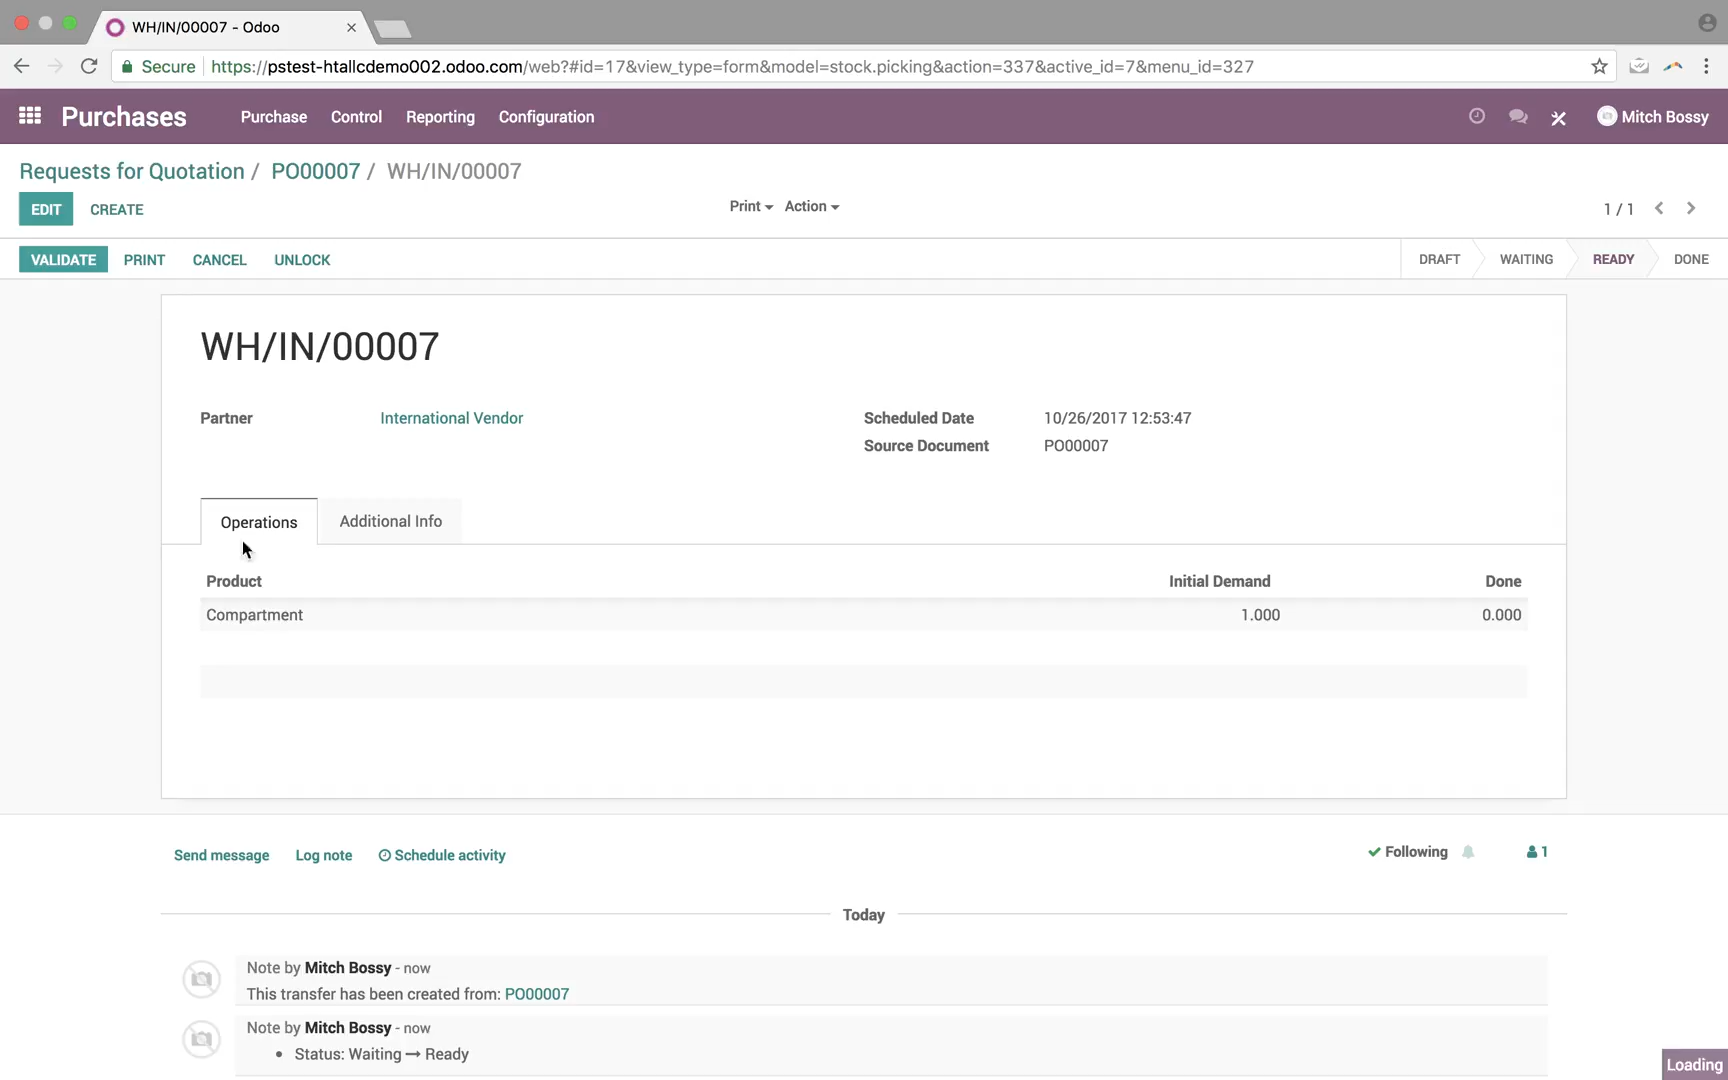 WH/IN/00007 - Odoo
Secure https://pstest-htallcdemo002.odoo.com/web?#id=17&view_type=form&model=stock.picking&action=337&active_id=7&menu_id=327
Purchases Purchase Control Reporting Configuration Mitch Bossy
Requests for Quotation / PO00007 / WH/IN/00007
EDIT CREATE Print Action 1 / 1
VALIDATE PRINT CANCEL UNLOCK DRAFT WAITING READY DONE
WH/IN/00007
Partner International Vendor Scheduled Date 10/26/2017 12:53:47
Source Document PO00007
Operations Additional Info
Product Initial Demand Done
Compartment 1.000 0.000
Send message Log note Schedule activity Following 1
Today
Note by Mitch Bossy - now
This transfer has been created from: PO00007
Note by Mitch Bossy - now
• Status: Waiting → Ready
Loading